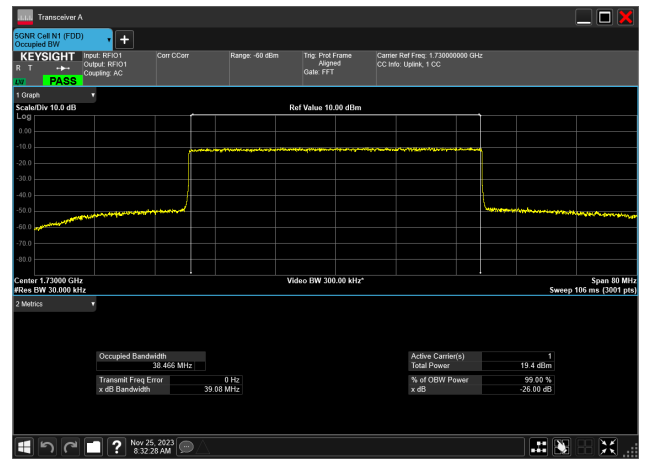 Transceiver A
5GNR Cell N1 (FDD)
Occupied BW
KEYSIGHT
R T
LW
PASS
Input: RFIO1
Output: RFIO1
Coupling: AC
Corr CCorr
Range: -60 dBm
Trig: Prot Frame
Aligned
Gate: FFT
Carrier Ref Freq: 1.730000000 GHz
CC Info: Uplink, 1 CC
1 Graph
Scale/Div 10.0 dB
Ref Value 10.00 dBm
Log
0.00
-10.0
-20.0
-30.0
-40.0
-50.0
-60.0
-70.0
-80.0
Center 1.73000 GHz
Video BW 300.00 kHz*
Span 80 MHz
#Res BW 30.000 kHz
Sweep 106 ms (3001 pts)
2 Metrics
Occupied Bandwidth
38.466 MHz
Transmit Freq Error 0 Hz
x dB Bandwidth 39.08 MHz
Active Carrier(s) 1
Total Power 19.4 dBm
% of OBW Power 99.00 %
x dB -26.00 dB
?
Nov 25, 2023
8:32:28 AM